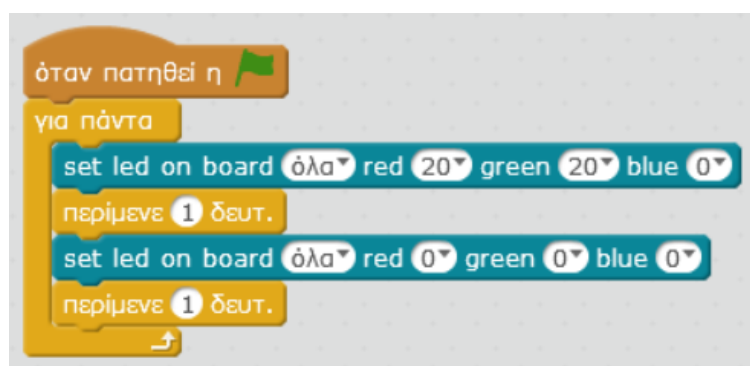 όταν πατηθεί η
για πάντα
set led on board όλα red 20 green 20 blue 0
περίμενε 1 δευτ.
set led on board όλα red 0 green 0 blue 0
περίμενε 1 δευτ.